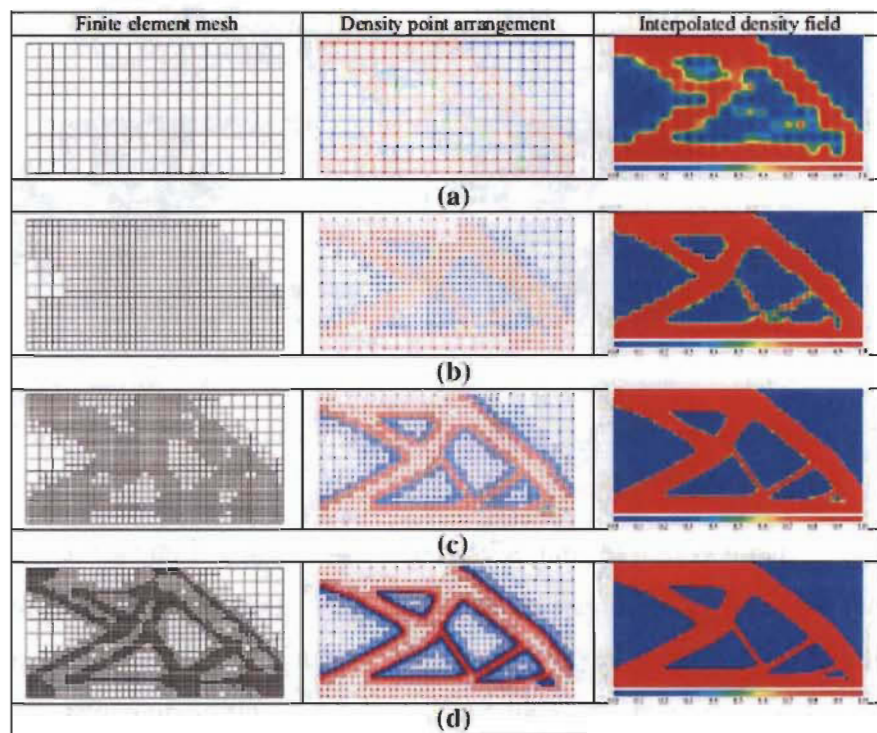 Finite element mesh Density point arrangement Interpolated density field
(a)
(b)
(c)
(d)